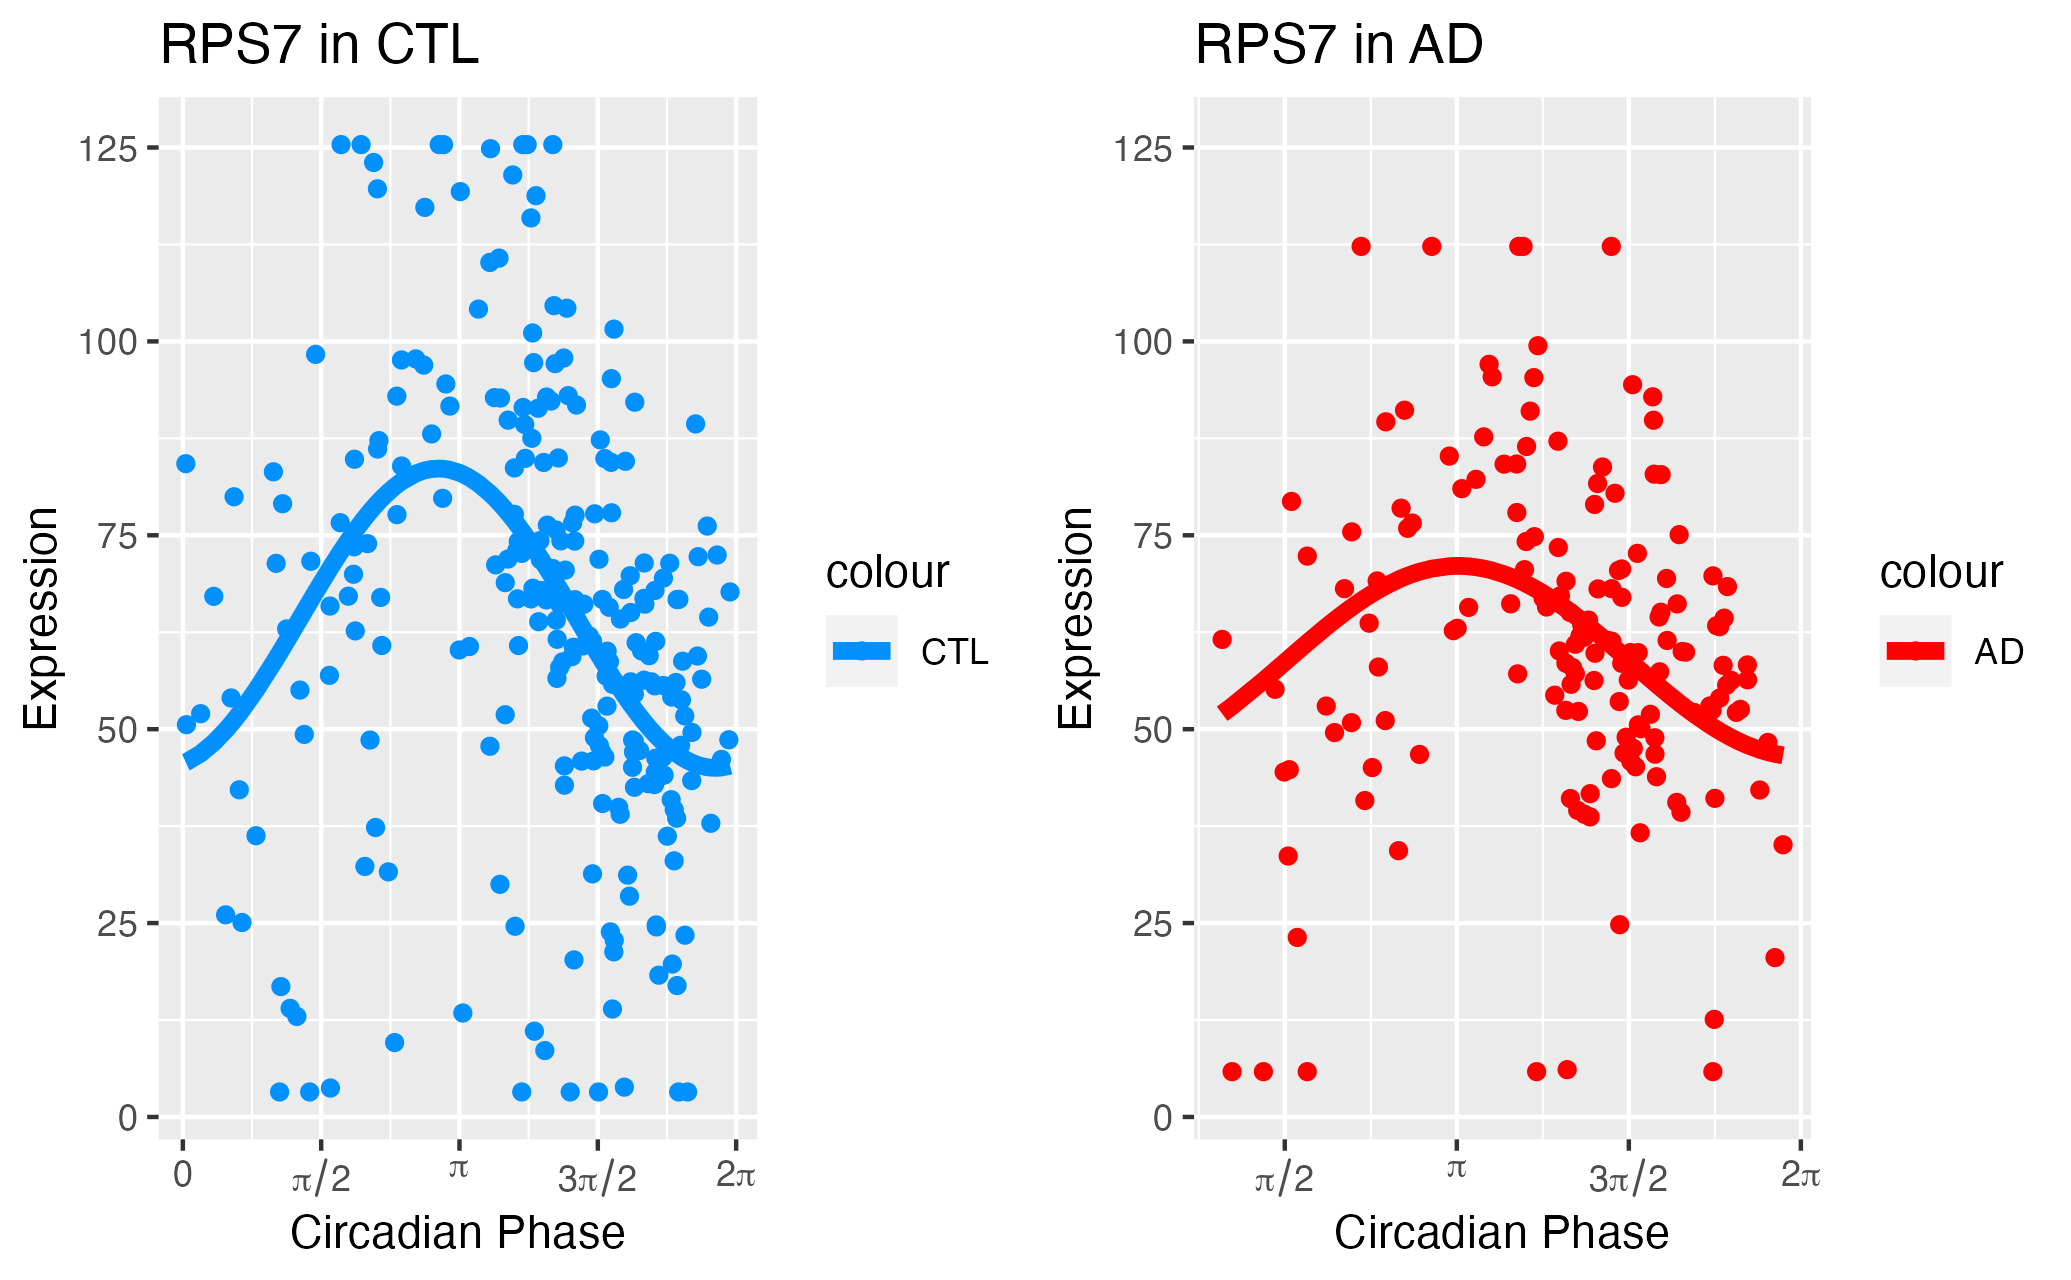 RPS7 in CTL
Expression
125
100
75
50
25
0
0 π/2 π 3π/2 2π
Circadian Phase
colour
CTL
RPS7 in AD
Expression
125
100
75
50
25
0
π/2 π 3π/2 2π
Circadian Phase
colour
AD